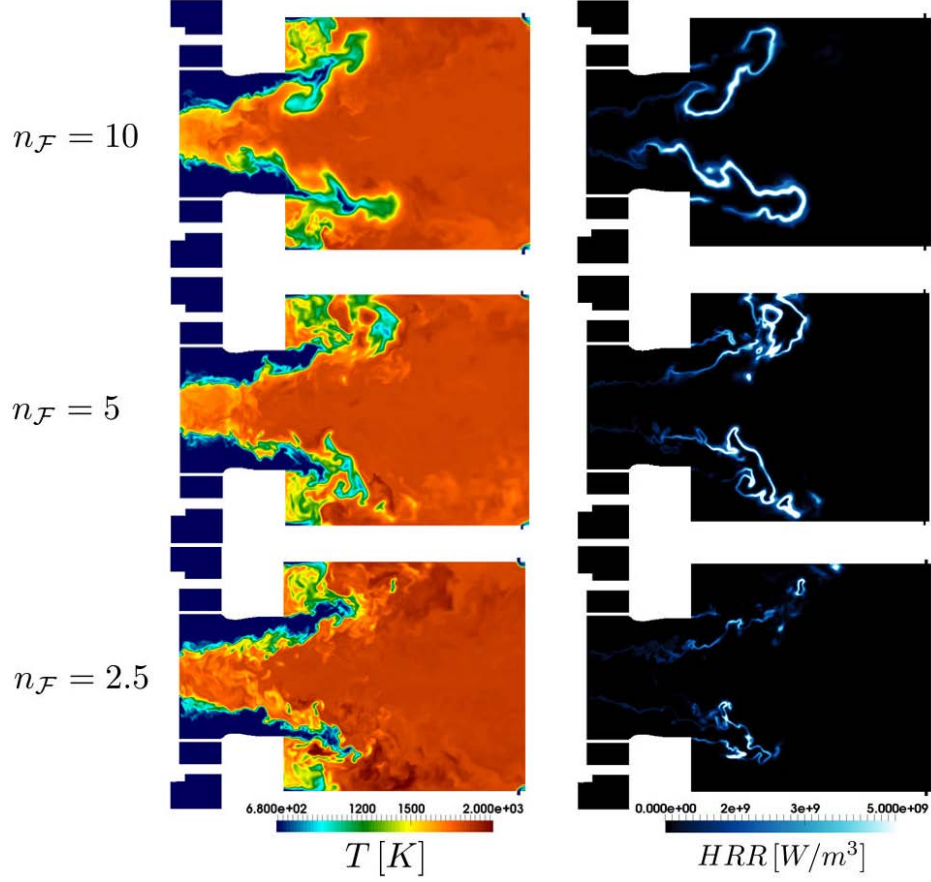 n_F = 10
n_F = 5
n_F = 2.5
6.800e+02 1200 1500 2.000e+03
T [K]
0.000e+00 2e+9 3e+9 5.000e+09
HRR [W/m³]